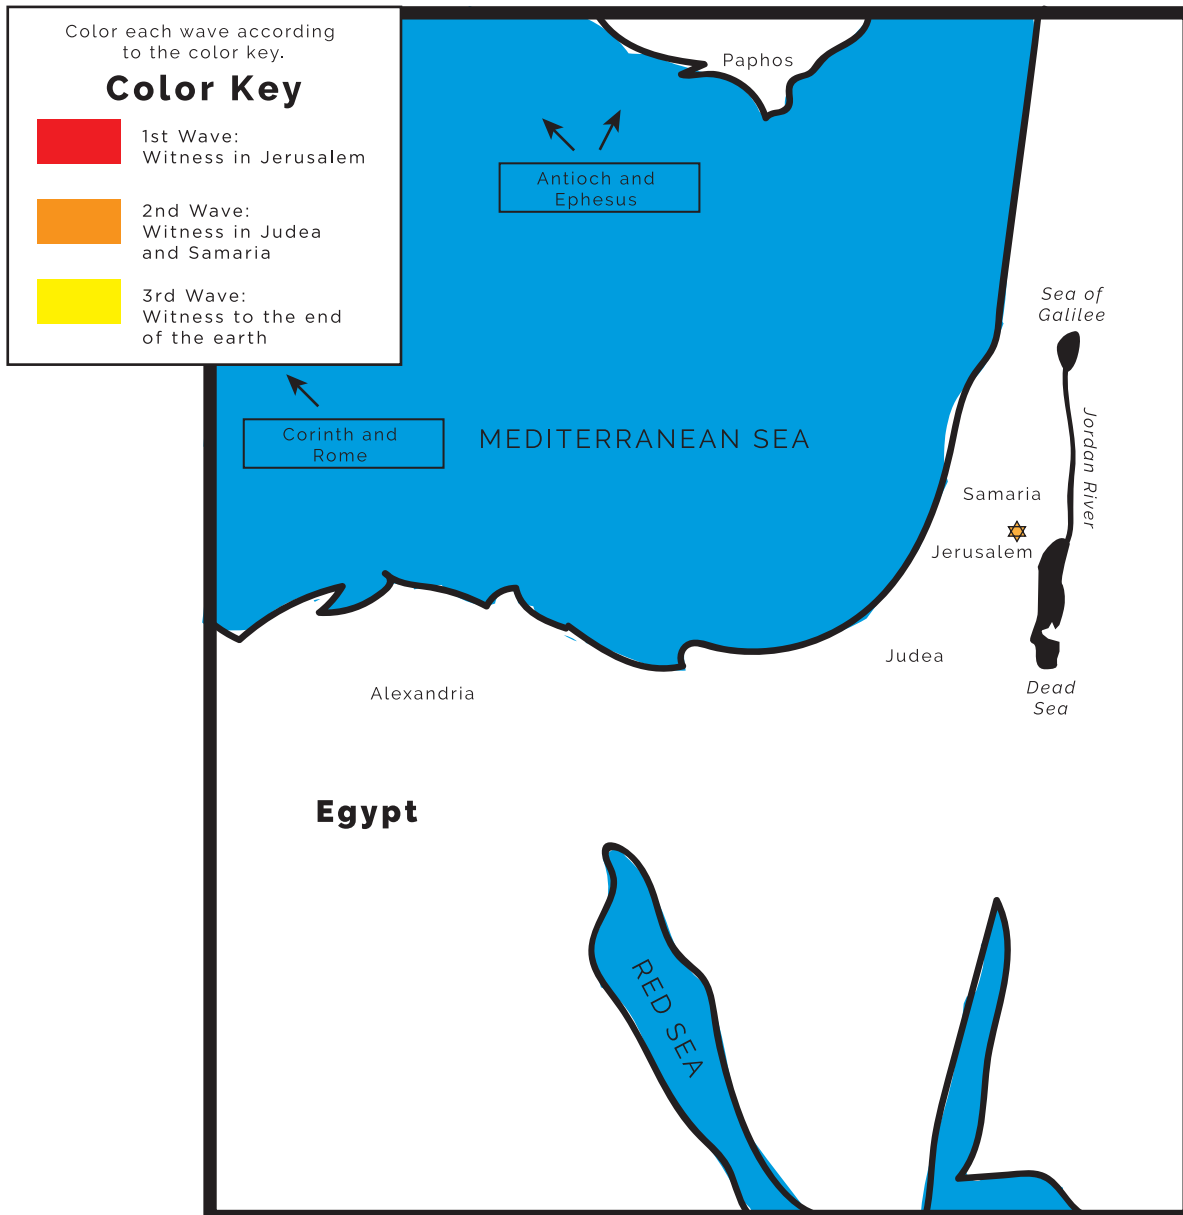 Color each wave according
to the color key.
Color Key
1st Wave:
Witness in Jerusalem
2nd Wave:
Witness in Judea
and Samaria
3rd Wave:
Witness to the end
of the earth
Paphos
Antioch and
Ephesus
Sea of
Galilee
Corinth and
Rome
MEDITERRANEAN SEA
Jordan River
Samaria
Jerusalem
Judea
Dead
Sea
Alexandria
Egypt
RED SEA